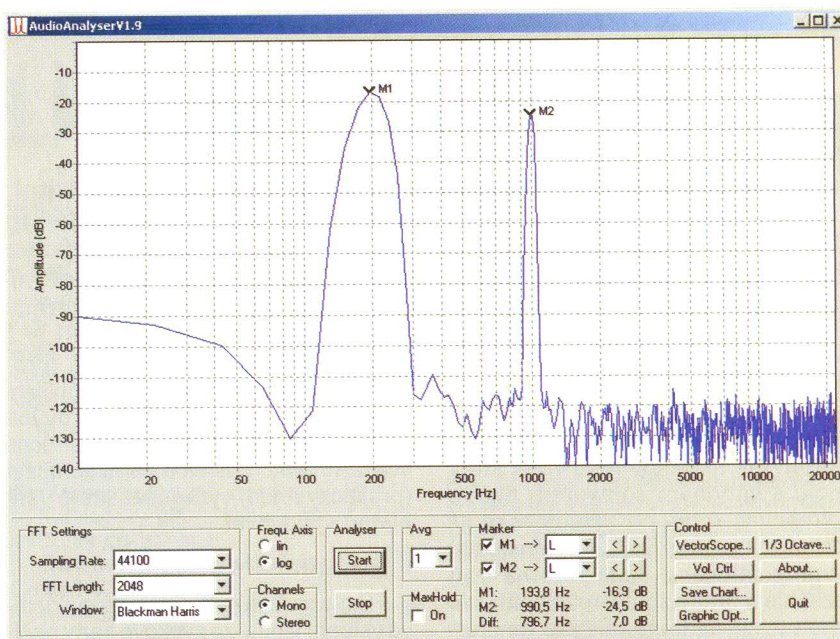 AudioAnalyserV1.9
-10
-20
-30
-40
-50
-60
-70
-80
-90
-100
-110
-120
-130
-140
Amplitude [dB]
M1
M2
20 50 100 200 500 1000 2000 5000 10000 20000
Frequency [Hz]
FFT Settings
Sampling Rate: 44100
FFT Length: 2048
Window: Blackman Harris
Frequ. Axis
lin
log
Channels
Mono
Stereo
Analyser
Start
Stop
Avg
1
MaxHold
On
Marker
M1 --> L < >
M2 --> L < >
M1: 193,8 Hz -16,9 dB
M2: 990,5 Hz -24,5 dB
Diff: 796,7 Hz 7,0 dB
Control
VectorScope... 1/3 Octave...
Vol. Ctrl. About...
Save Chart... Quit
Graphic Opt...